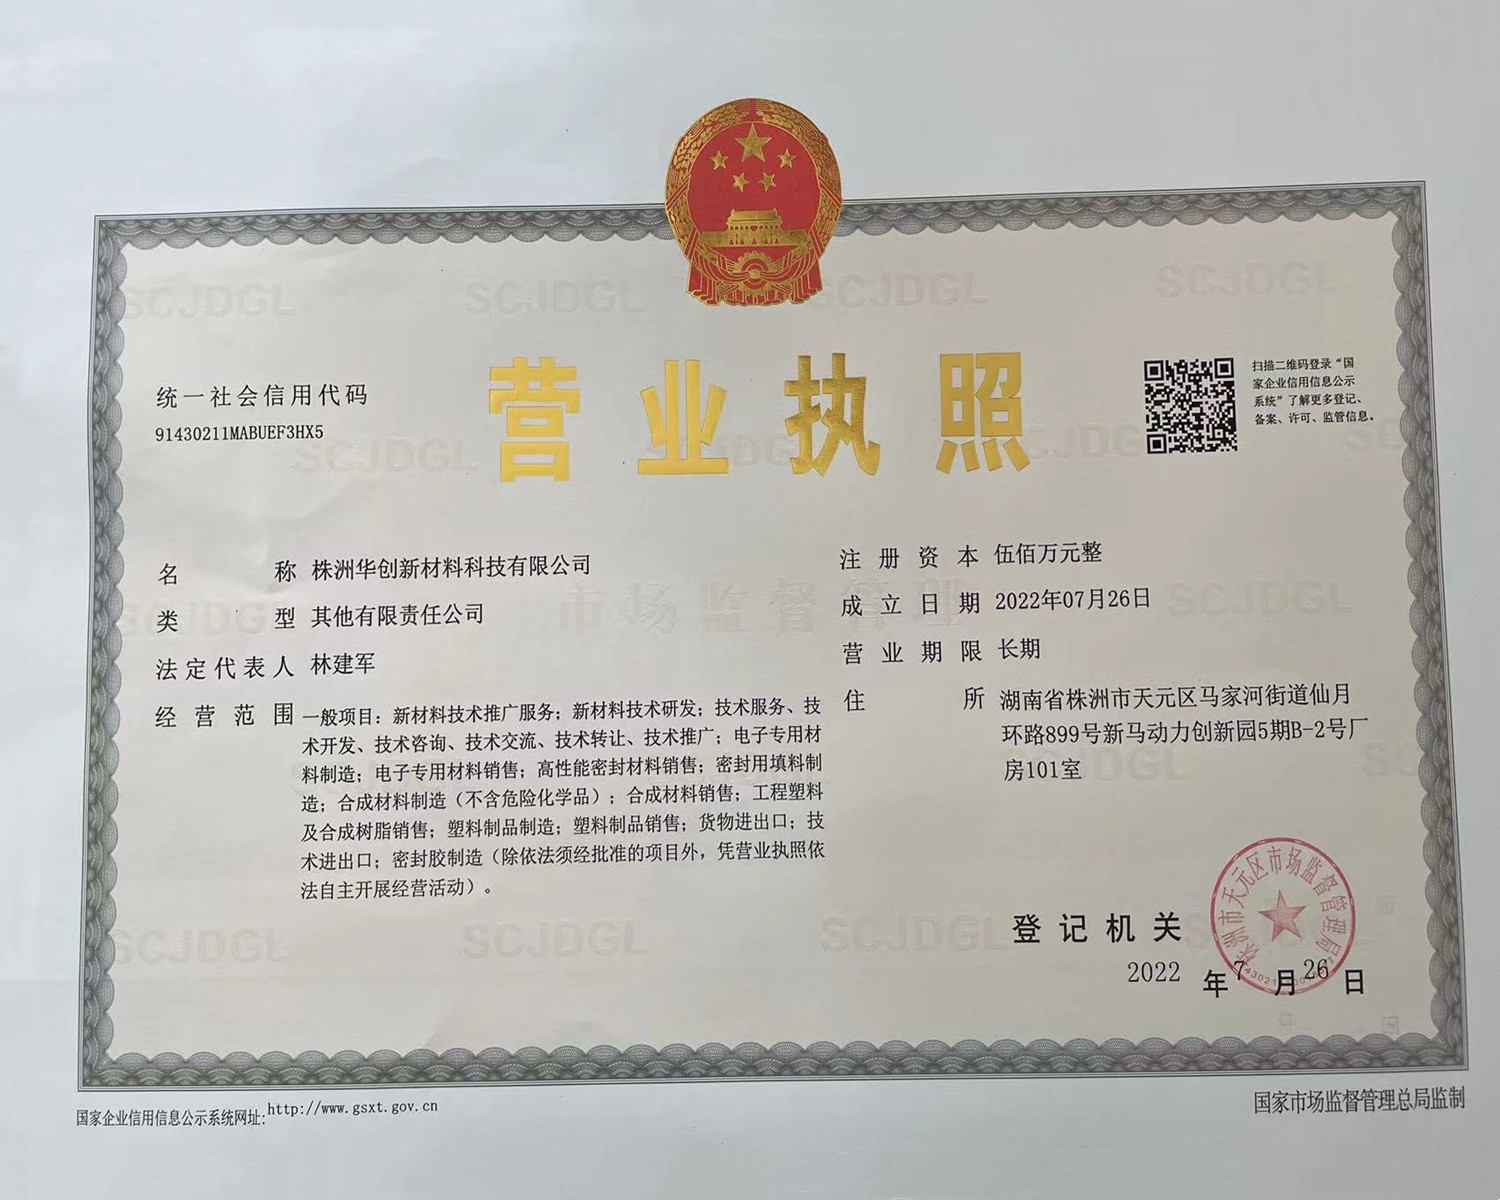 营业执照
统一社会信用代码
91430211MABUEF3HX5
扫描二维码登录“国
家企业信用信息公示
系统”了解更多登记、
备案、许可、监管信息。
名称 株洲华创新材料科技有限公司
类型 其他有限责任公司
法定代表人 林建军
经营范围 一般项目：新材料技术推广服务；新材料技术研发；技术服务、技
术开发、技术咨询、技术交流、技术转让、技术推广；电子专用材
料制造；电子专用材料销售；高性能密封材料销售；密封用填料制
造；合成材料制造（不含危险化学品）；合成材料销售；工程塑料
及合成树脂销售；塑料制品制造；塑料制品销售；货物进出口；技
术进出口；密封胶制造（除依法须经批准的项目外，凭营业执照依
法自主开展经营活动）。
注册资本 伍佰万元整
成立日期 2022年07月26日
营业期限 长期
住所 湖南省株洲市天元区马家河街道仙月
环路899号新马动力创新园5期B-2号厂
房101室
登记机关
株洲市天元区市场监督管理局
2022年7月26日
国家企业信用信息公示系统网址:http://www.gsxt.gov.cn
国家市场监督管理总局监制
SCJDGL
市场监督管理